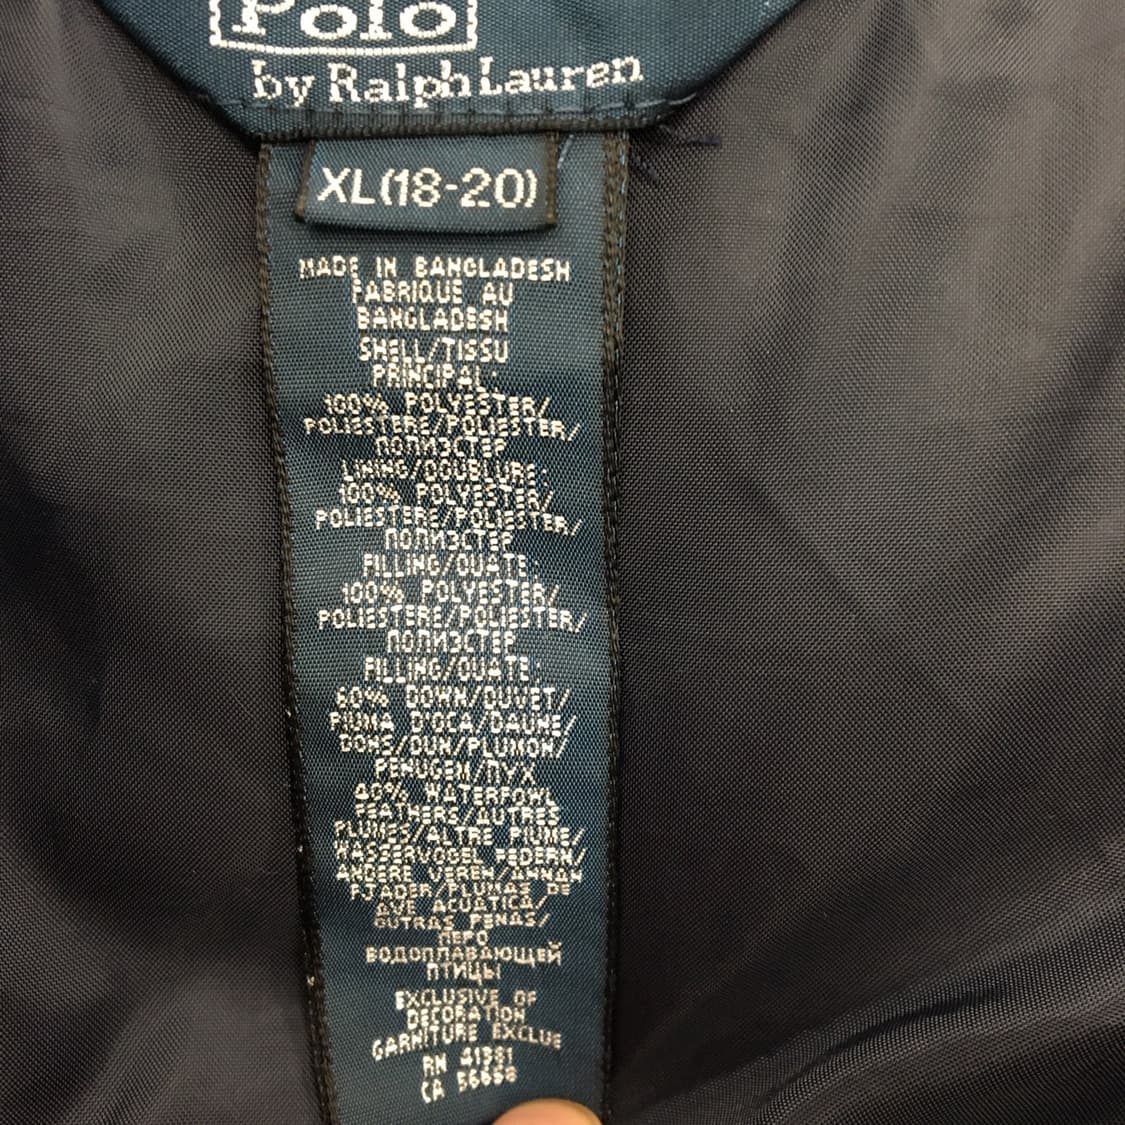 Polo
by Ralph Lauren
XL(18-20)
MADE IN BANGLADESH
FABRIQUE AU
BANGLADESH
SHELL/TISSU
PRINCIPAL:
100% POLYESTER/
POLIESTERE/POLIESTER/
ПОЛИЭСТЕР
LINING/DOUBLURE:
100% POLYESTER/
POLIESTERE/POLIESTER/
ПОЛИЭСТЕР
FILLING/OUATE:
100% POLYESTER/
POLIESTERE/POLIESTER/
ПОЛИЭСТЕР
FILLING/OUATE:
60% DOWN/DUVET/
PIUMA D'OCA/DAUNE/
DONS/DUN/PLUMON/
PENUGEM/ПУХ
40% WATERFOWL
FEATHERS/AUTRES
PLUMES/ALTRE PIUME/
WASSERVOGEL FEDERN/
ANDERE VEREN/ANNAN
FJADER/PLUMAS DE
AVE ACUATICA/
OUTRAS PENAS/
ПЕРО
ВОДОПЛАВАЮЩЕЙ
ПТИЦЫ
EXCLUSIVE OF
DECORATION
GARNITURE EXCLUE
RN 41381
CA 56658